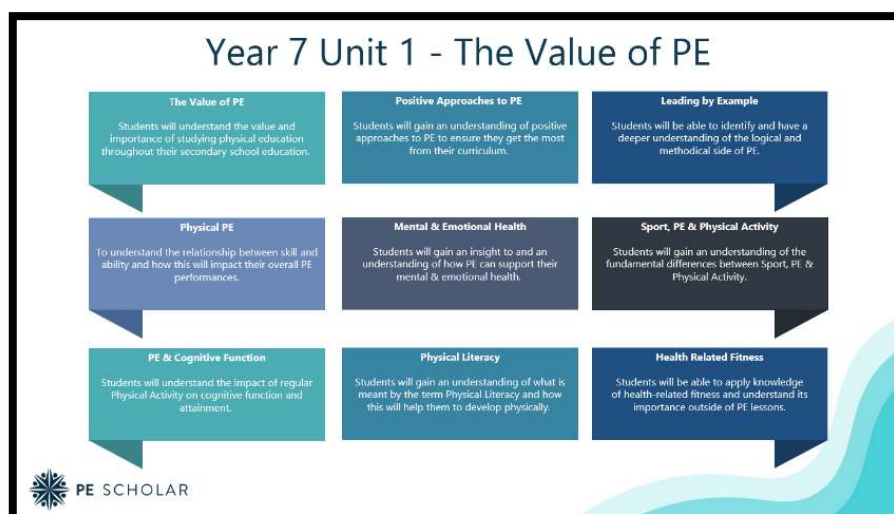 Year 7 Unit 1 - The Value of PE
The Value of PE
Students will understand the value and
importance of studying physical education
throughout their secondary school education.
Positive Approaches to PE
Students will gain an understanding of positive
approaches to PE to ensure they get the most
from their curriculum.
Leading by Example
Students will be able to identify and have a
deeper understanding of the logical and
methodical side of PE.
Physical PE
To understand the relationship between skill and
ability and how this will impact their overall PE
performances.
Mental & Emotional Health
Students will gain an insight to and an
understanding of how PE can support their
mental & emotional health.
Sport, PE & Physical Activity
Students will gain an understanding of the
fundamental differences between Sport, PE &
Physical Activity.
PE & Cognitive Function
Students will understand the impact of regular
Physical Activity on cognitive function and
attainment.
Physical Literacy
Students will gain an understanding of what is
meant by the term Physical Literacy and how
this will help them to develop physically.
Health Related Fitness
Students will be able to apply knowledge
of health-related fitness and understand its
importance outside of PE lessons.
PE SCHOLAR